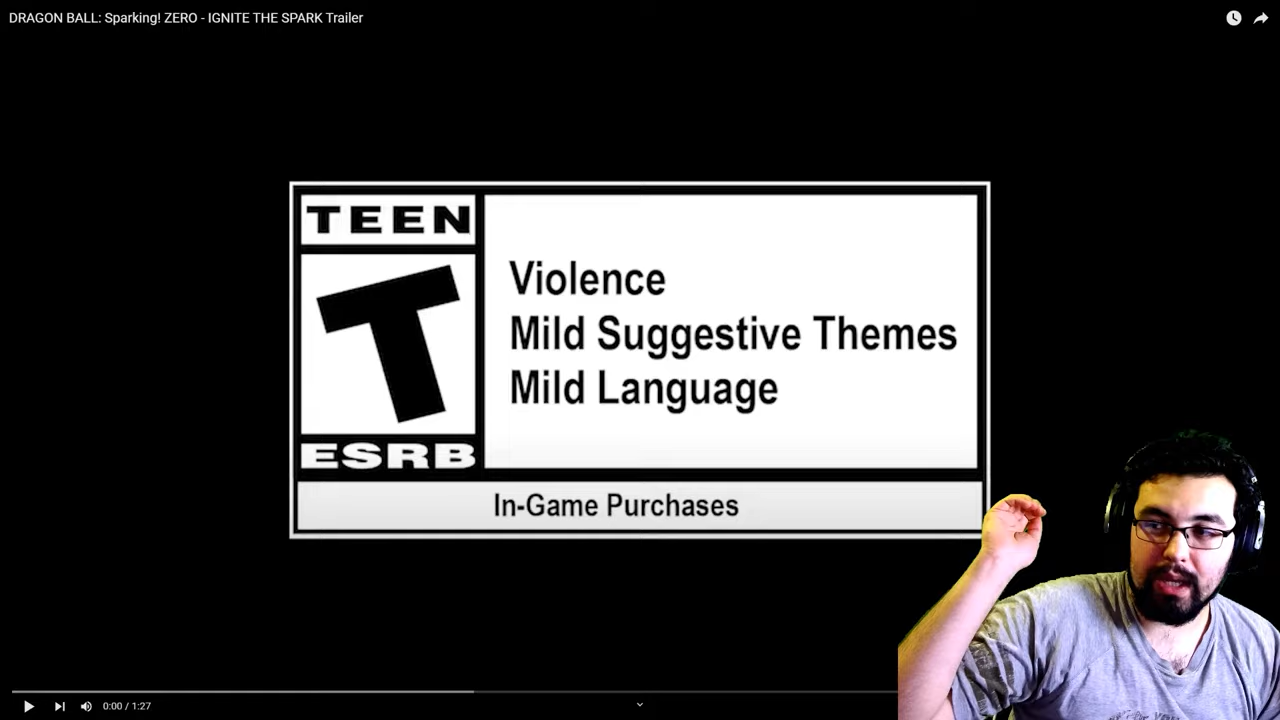 DRAGON BALL: Sparking! ZERO - IGNITE THE SPARK Trailer
TEEN
T
ESRB
Violence
Mild Suggestive Themes
Mild Language
In-Game Purchases
0:00 / 1:27